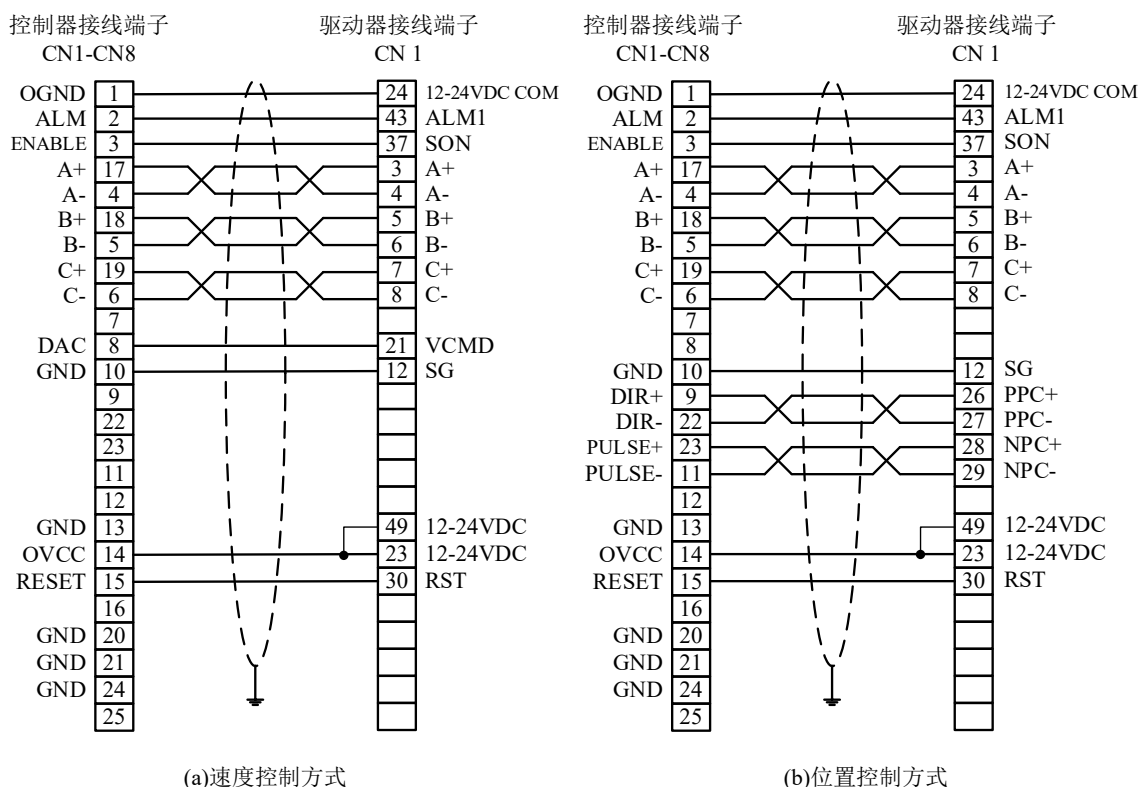 控制器接线端子 驱动器接线端子
CN1-CN8 CN 1
OGND 1 24 12-24VDC COM
ALM 2 43 ALM1
ENABLE 3 37 SON
A+ 17 3 A+
A- 4 4 A-
B+ 18 5 B+
B- 5 6 B-
C+ 19 7 C+
C- 6 8 C-
7
DAC 8 21 VCMD
GND 10 12 SG
9
22
23
11
12
GND 13 49 12-24VDC
OVCC 14 23 12-24VDC
RESET 15 30 RST
16
GND 20
GND 21
GND 24
25
(a)速度控制方式
控制器接线端子 驱动器接线端子
CN1-CN8 CN 1
OGND 1 24 12-24VDC COM
ALM 2 43 ALM1
ENABLE 3 37 SON
A+ 17 3 A+
A- 4 4 A-
B+ 18 5 B+
B- 5 6 B-
C+ 19 7 C+
C- 6 8 C-
7
8
GND 10 12 SG
DIR+ 9 26 PPC+
DIR- 22 27 PPC-
PULSE+ 23 28 NPC+
PULSE- 11 29 NPC-
12
GND 13 49 12-24VDC
OVCC 14 23 12-24VDC
RESET 15 30 RST
16
GND 20
GND 21
GND 24
25
(b)位置控制方式